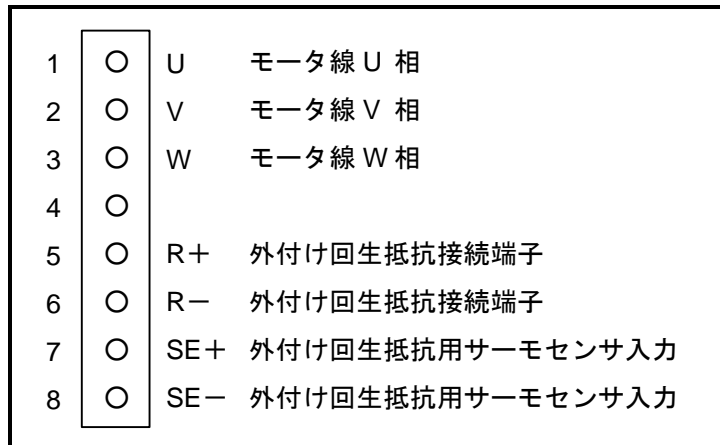 1 ○ U モータ線U 相
2 ○ V モータ線V 相
3 ○ W モータ線W相
4 ○
5 ○ R+ 外付け回生抵抗接続端子
6 ○ R- 外付け回生抵抗接続端子
7 ○ SE+ 外付け回生抵抗用サーモセンサ入力
8 ○ SE- 外付け回生抵抗用サーモセンサ入力